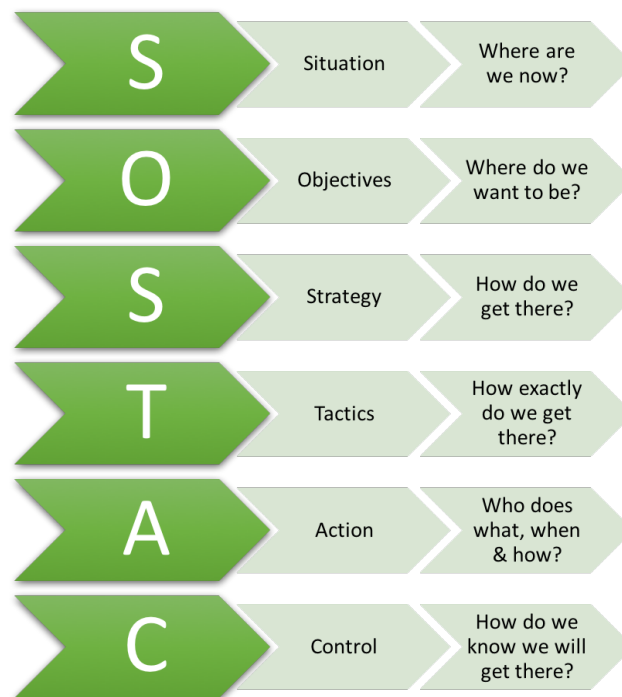 S
Situation
Where are
we now?
O
Objectives
Where do we
want to be?
S
Strategy
How do we
get there?
T
Tactics
How exactly
do we get
there?
A
Action
Who does
what, when
& how?
C
Control
How do we
know we will
get there?